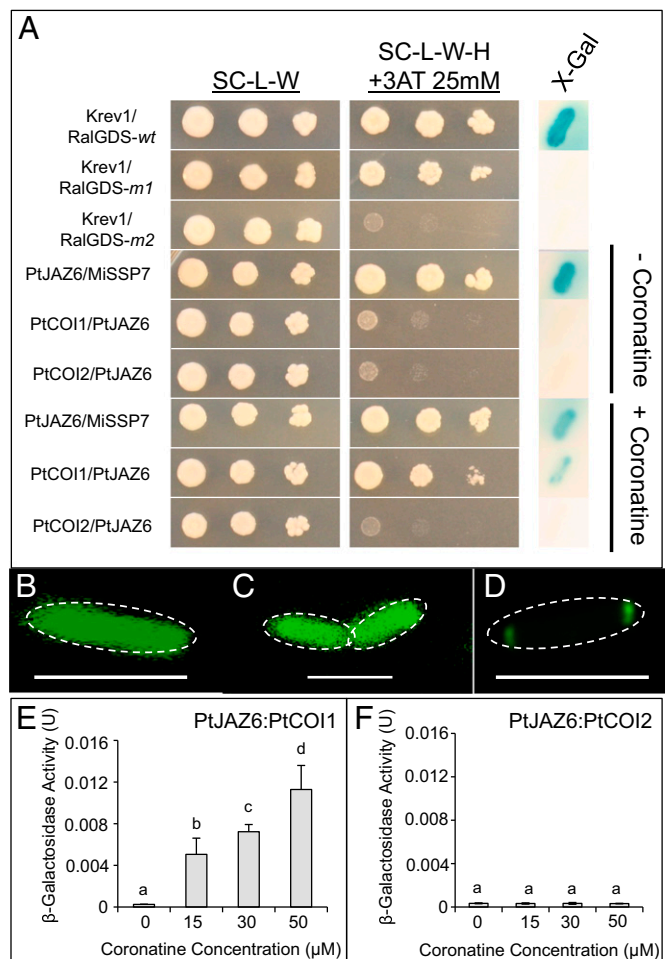 A
SC-L-W
SC-L-W-H
+3AT 25mM
X-Gal
Krev1/
RalGDS-wt
Krev1/
RalGDS-m1
Krev1/
RalGDS-m2
PtJAZ6/MiSSP7
PtCOI1/PtJAZ6
PtCOI2/PtJAZ6
- Coronatine
PtJAZ6/MiSSP7
PtCOI1/PtJAZ6
PtCOI2/PtJAZ6
+ Coronatine
B
C
D
E
PtJAZ6:PtCOI1
β-Galactosidase Activity (U)
0.016
0.012
0.008
0.004
0
a
b
c
d
0 15 30 50
Coronatine Concentration (µM)
F
PtJAZ6:PtCOI2
β-Galactosidase Activity (U)
0.016
0.012
0.008
0.004
0
a a a a
0 15 30 50
Coronatine Concentration (µM)